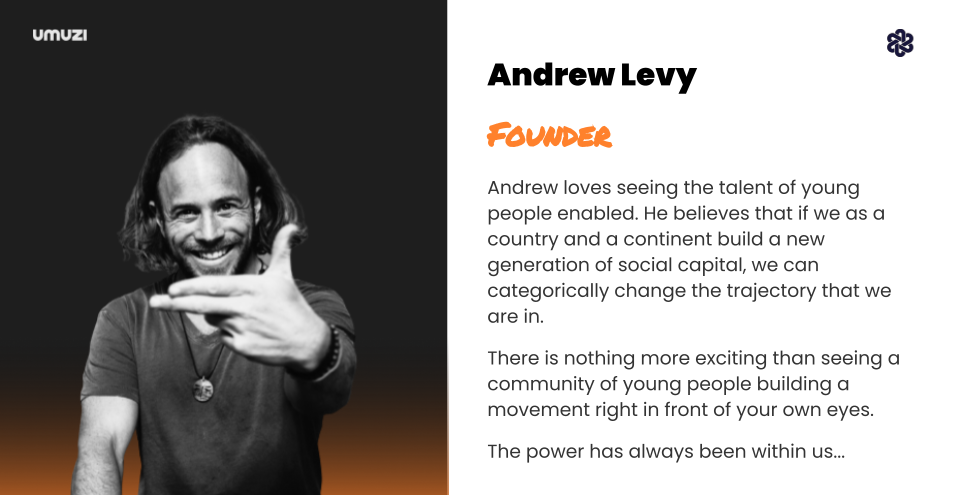 umuzi
Andrew Levy
Founder
Andrew loves seeing the talent of young
people enabled. He believes that if we as a
country and a continent build a new
generation of social capital, we can
categorically change the trajectory that we
are in.
There is nothing more exciting than seeing a
community of young people building a
movement right in front of your own eyes.
The power has always been within us...